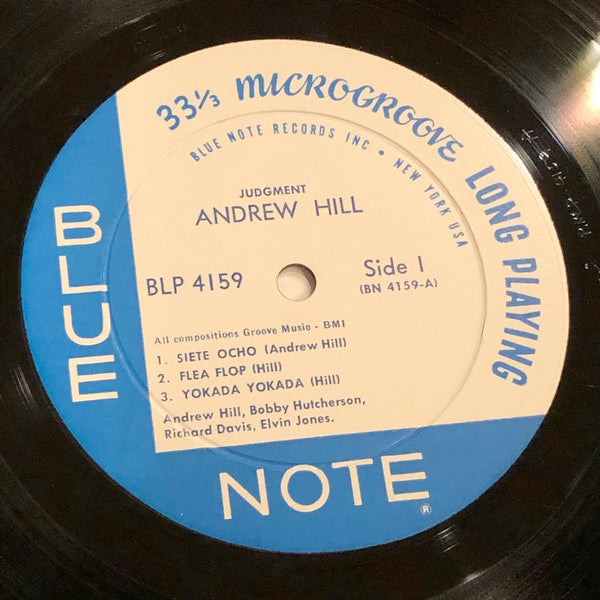 33⅓ MICROGROOVE LONG PLAYING
BLUE NOTE RECORDS INC • NEW YORK USA
JUDGMENT
ANDREW HILL
BLP 4159
Side 1
(BN 4159-A)
All compositions Groove Music - BMI
1. SIETE OCHO (Andrew Hill)
2. FLEA FLOP (Hill)
3. YOKADA YOKADA (Hill)
Andrew Hill, Bobby Hutcherson,
Richard Davis, Elvin Jones.
BLUE
NOTE
®